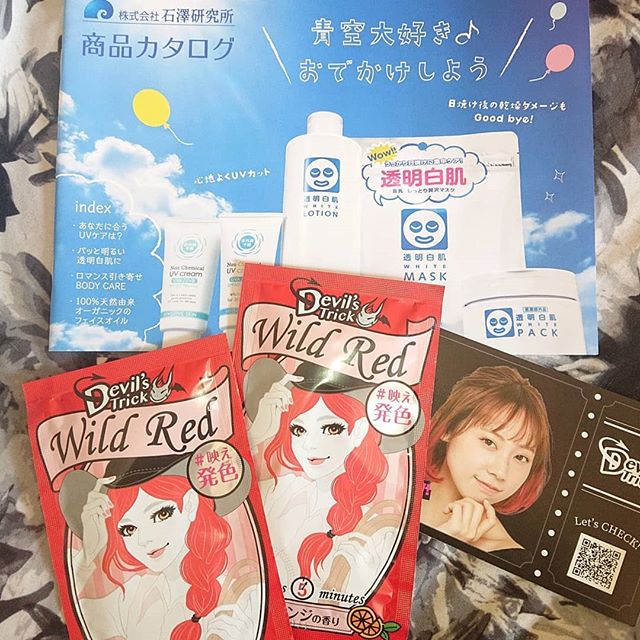 株式会社 石澤研究所
商品カタログ
青空大好き♪
おでかけしよう
日焼け後の乾燥ダメージも
Good bye!
心地よくUVカット
index
・あなたに合う
UVケアは?
・パッと明るい
透明白肌に
・ロマンス引き寄せ
BODY CARE
・100%天然由来
オーガニックの
フェイスオイル
Non Chemical
UV cream
透明白肌
WHITE
LOTION
Wow!!
透明白肌
透明白肌
WHITE
MASK
透明白肌
WHITE
PACK
Devil's
Trick
Wild Red
#映え
発色
Devil's
Trick
Wild Red
#映え
発色
5 minutes
ンジの香り
Let's CHECK